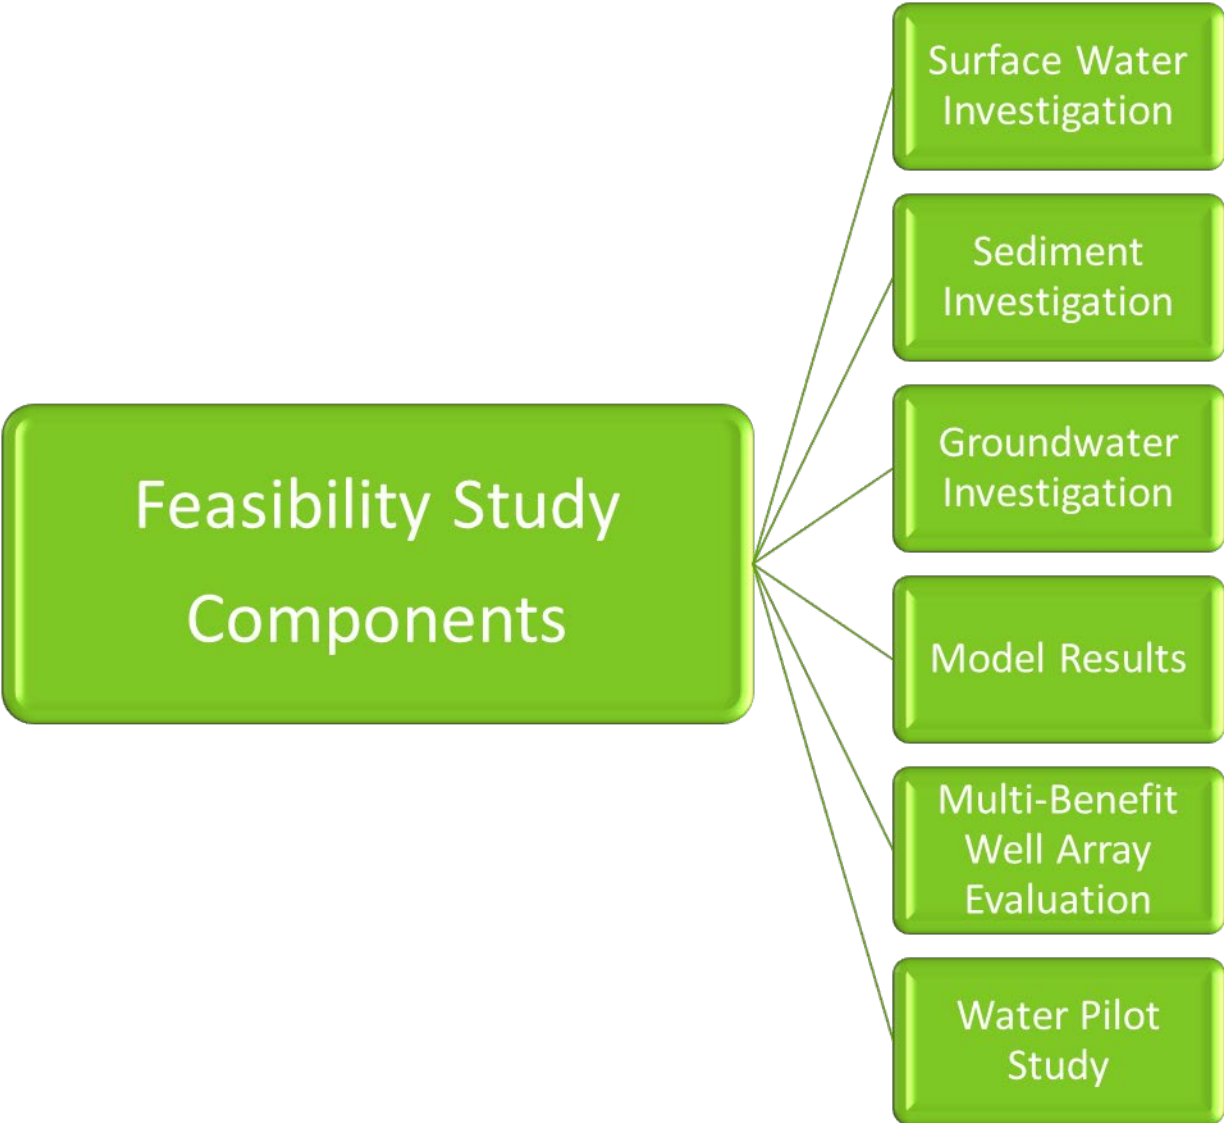 Feasibility Study
Components
Surface Water
Investigation
Sediment
Investigation
Groundwater
Investigation
Model Results
Multi-Benefit
Well Array
Evaluation
Water Pilot
Study